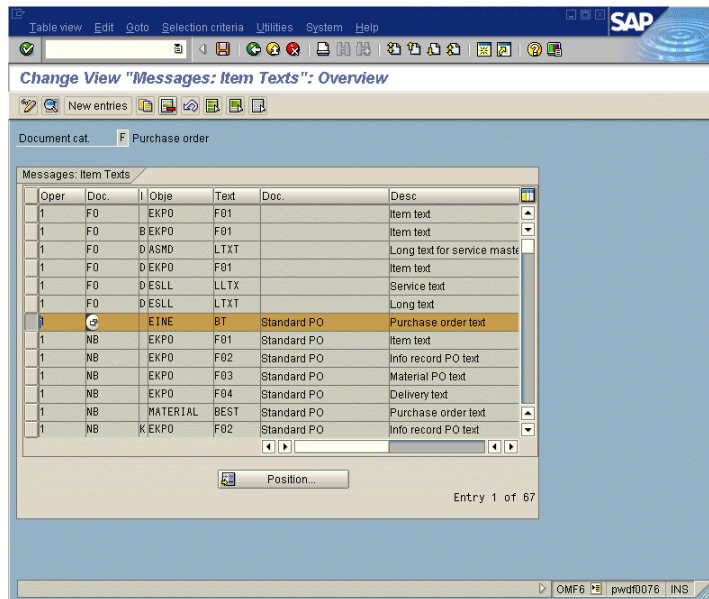 Table view Edit Goto Selection criteria Utilities System Help
SAP
Change View "Messages: Item Texts": Overview
New entries
Document cat. F Purchase order
Messages: Item Texts
Oper Doc. I Obje Text Doc. Desc
1 FO EKPO F01 Item text
1 FO B EKPO F01 Item text
1 FO D ASMD LTXT Long text for service maste
1 FO D EKPO F01 Item text
1 FO D ESLL LLTX Service text
1 FO D ESLL LTXT Long text
1 EINE BT Standard PO Purchase order text
1 NB EKPO F01 Standard PO Item text
1 NB EKPO F02 Standard PO Info record PO text
1 NB EKPO F03 Standard PO Material PO text
1 NB EKPO F04 Standard PO Delivery text
1 NB MATERIAL BEST Standard PO Purchase order text
1 NB K EKPO F02 Standard PO Info record PO text
Position...
Entry 1 of 67
OMF6 pwdf0076 INS